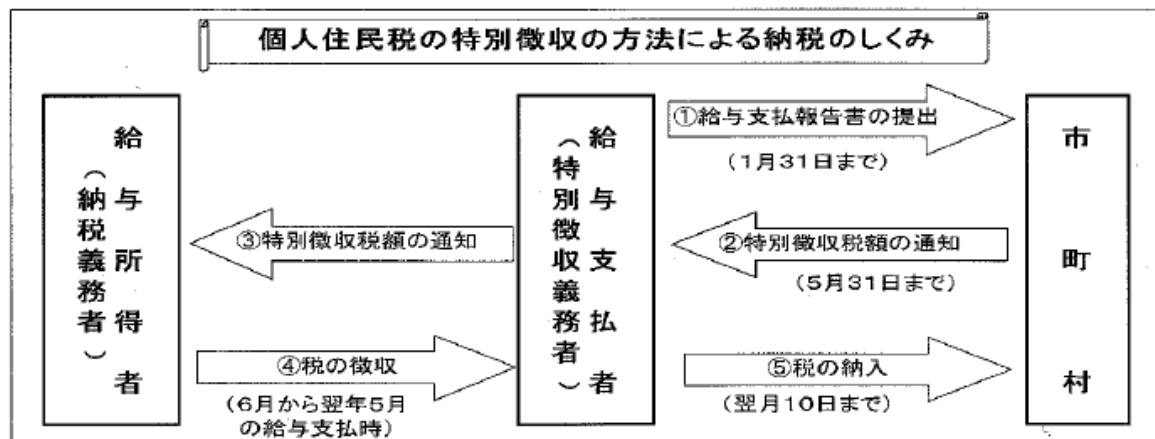 個人住民税の特別徴収の方法による納税のしくみ
給与所得者
（納税義務者）
給与支払者
（特別徴収義務者）
市町村
①給与支払報告書の提出
（1月31日まで）
②特別徴収税額の通知
（5月31日まで）
③特別徴収税額の通知
④税の徴収
（6月から翌年5月
の給与支払時）
⑤税の納入
（翌月10日まで）